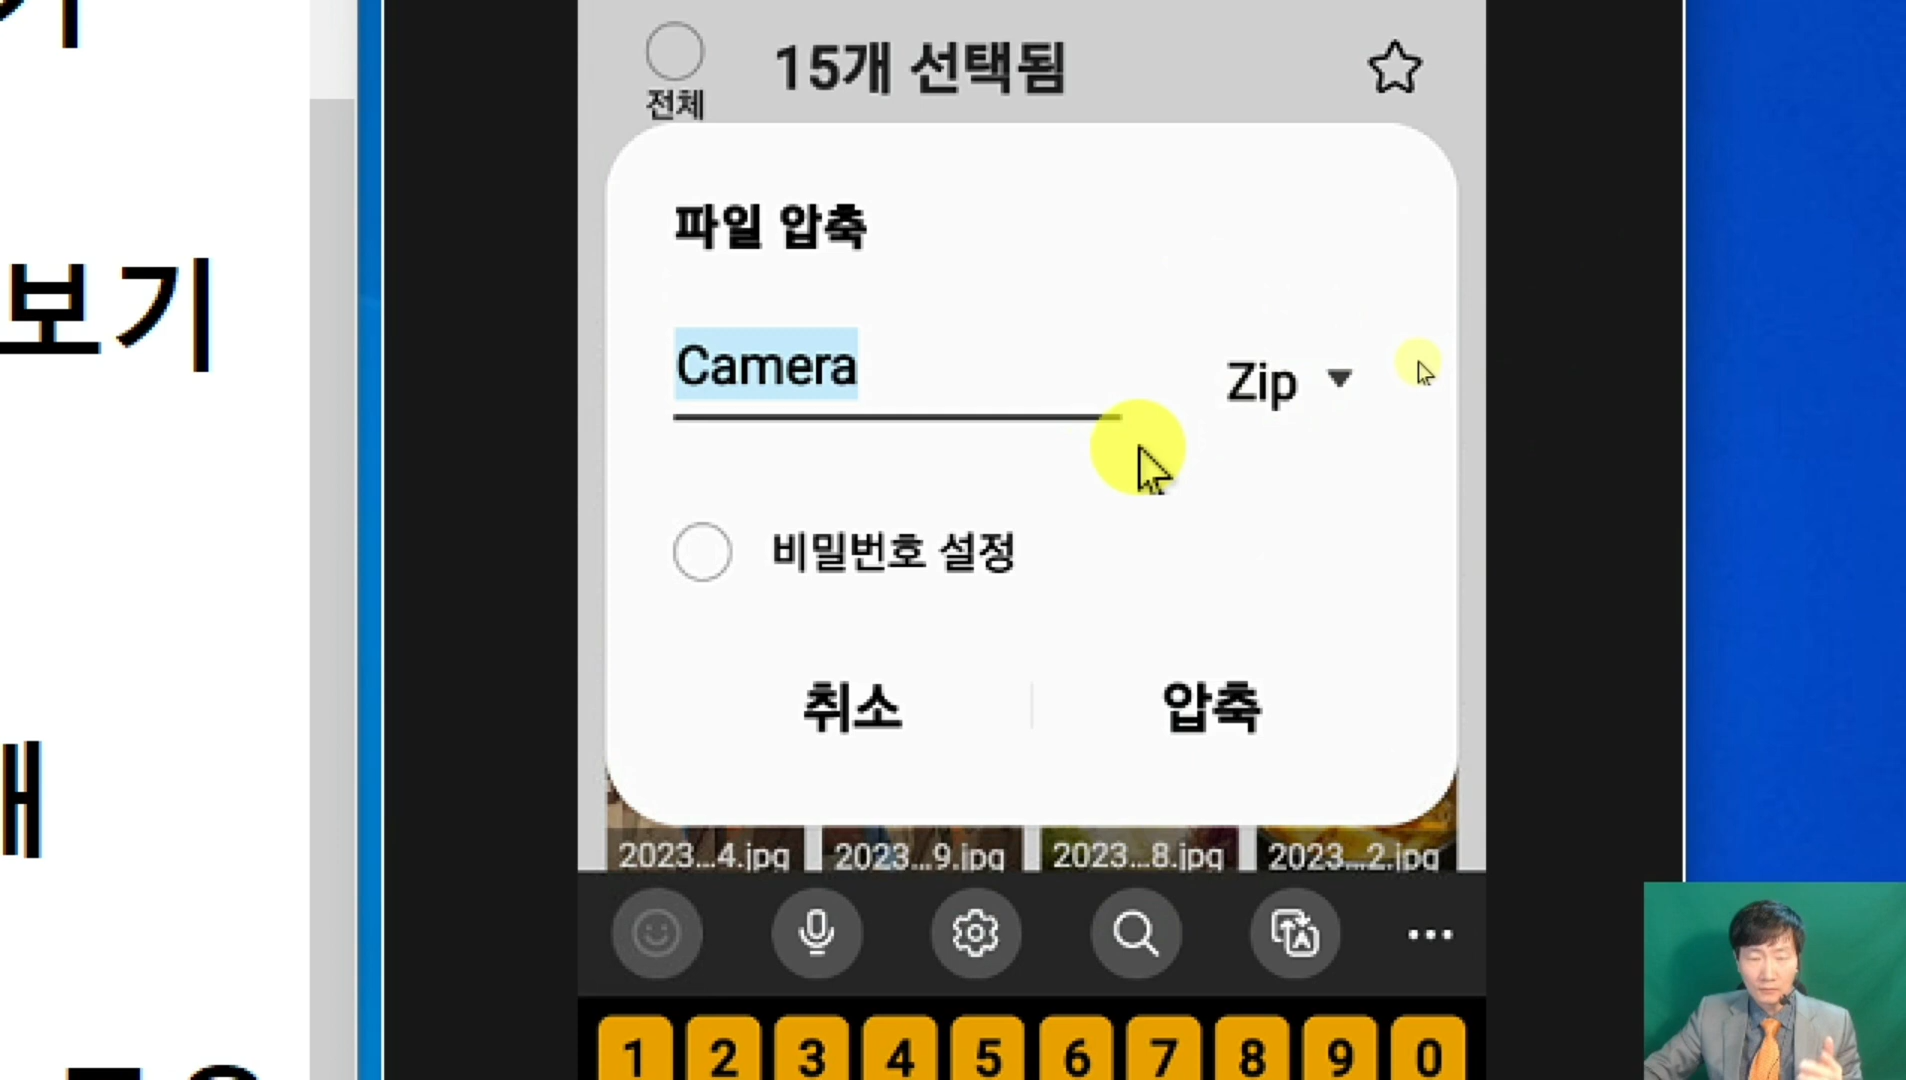 기
보기
15개 선택됨
전체
파일 압축
Camera
Zip
비밀번호 설정
취소
압축
2023...4.jpg
2023...9.jpg
2023...8.jpg
2023...2.jpg
1 2 3 4 5 6 7 8 9 0